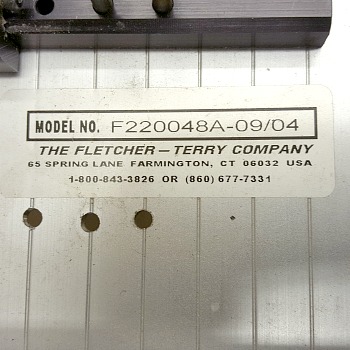 MODEL NO. F220048A-09/04
THE FLETCHER – TERRY COMPANY
65 SPRING LANE FARMINGTON, CT 06032 USA
1-800-843-3826 OR (860) 677-7331